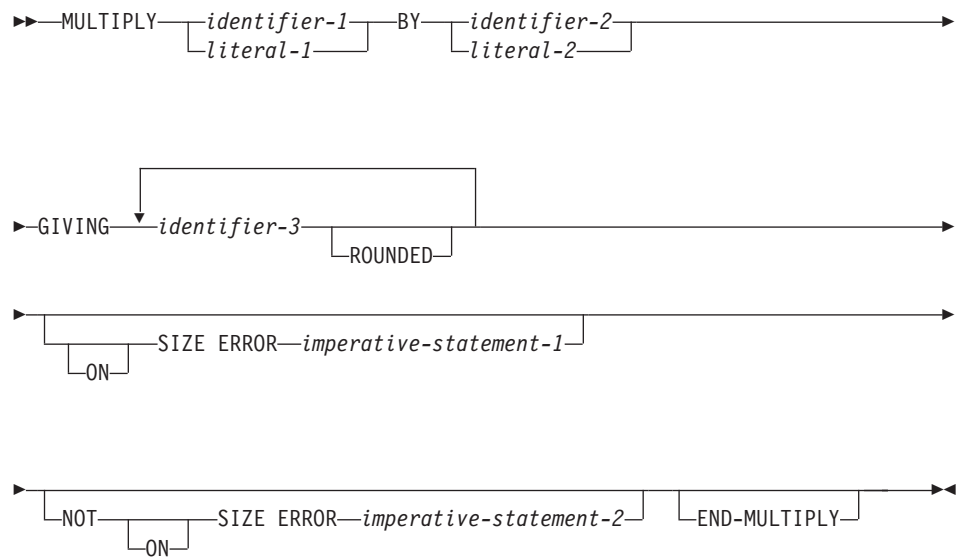 MULTIPLY identifier-1 BY identifier-2
literal-1 literal-2
GIVING identifier-3
ROUNDED
SIZE ERROR imperative-statement-1
ON
NOT SIZE ERROR imperative-statement-2 END-MULTIPLY
ON